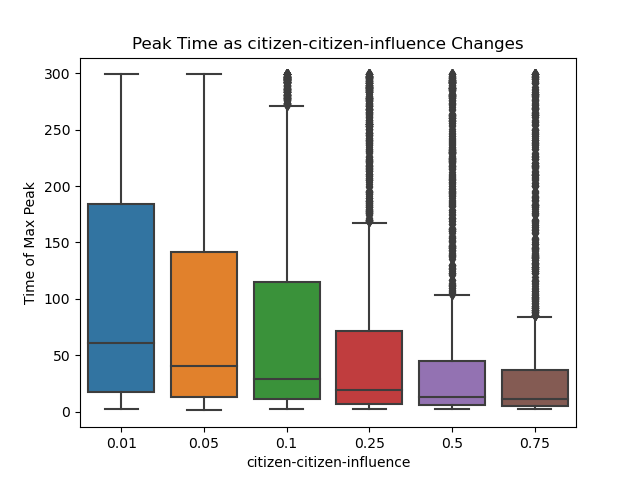 Peak Time as citizen-citizen-influence Changes
300
250
200
150
100
50
0
Time of Max Peak
0.01 0.05 0.1 0.25 0.5 0.75
citizen-citizen-influence